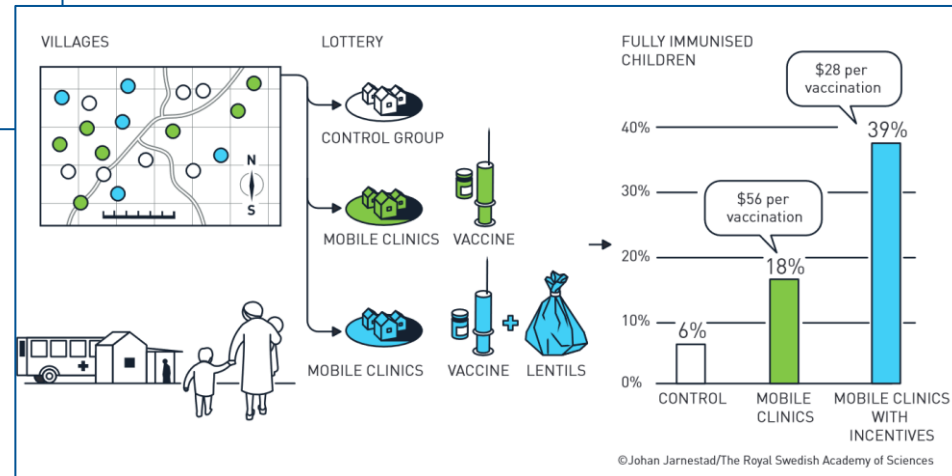 VILLAGES
N
S
LOTTERY
CONTROL GROUP
MOBILE CLINICS
VACCINE
MOBILE CLINICS
VACCINE
+
LENTILS
FULLY IMMUNISED
CHILDREN
$28 per
vaccination
40%
39%
30%
$56 per
vaccination
20%
18%
10%
6%
0%
CONTROL
MOBILE
CLINICS
MOBILE CLINICS
WITH
INCENTIVES
©Johan Jarnestad/The Royal Swedish Academy of Sciences